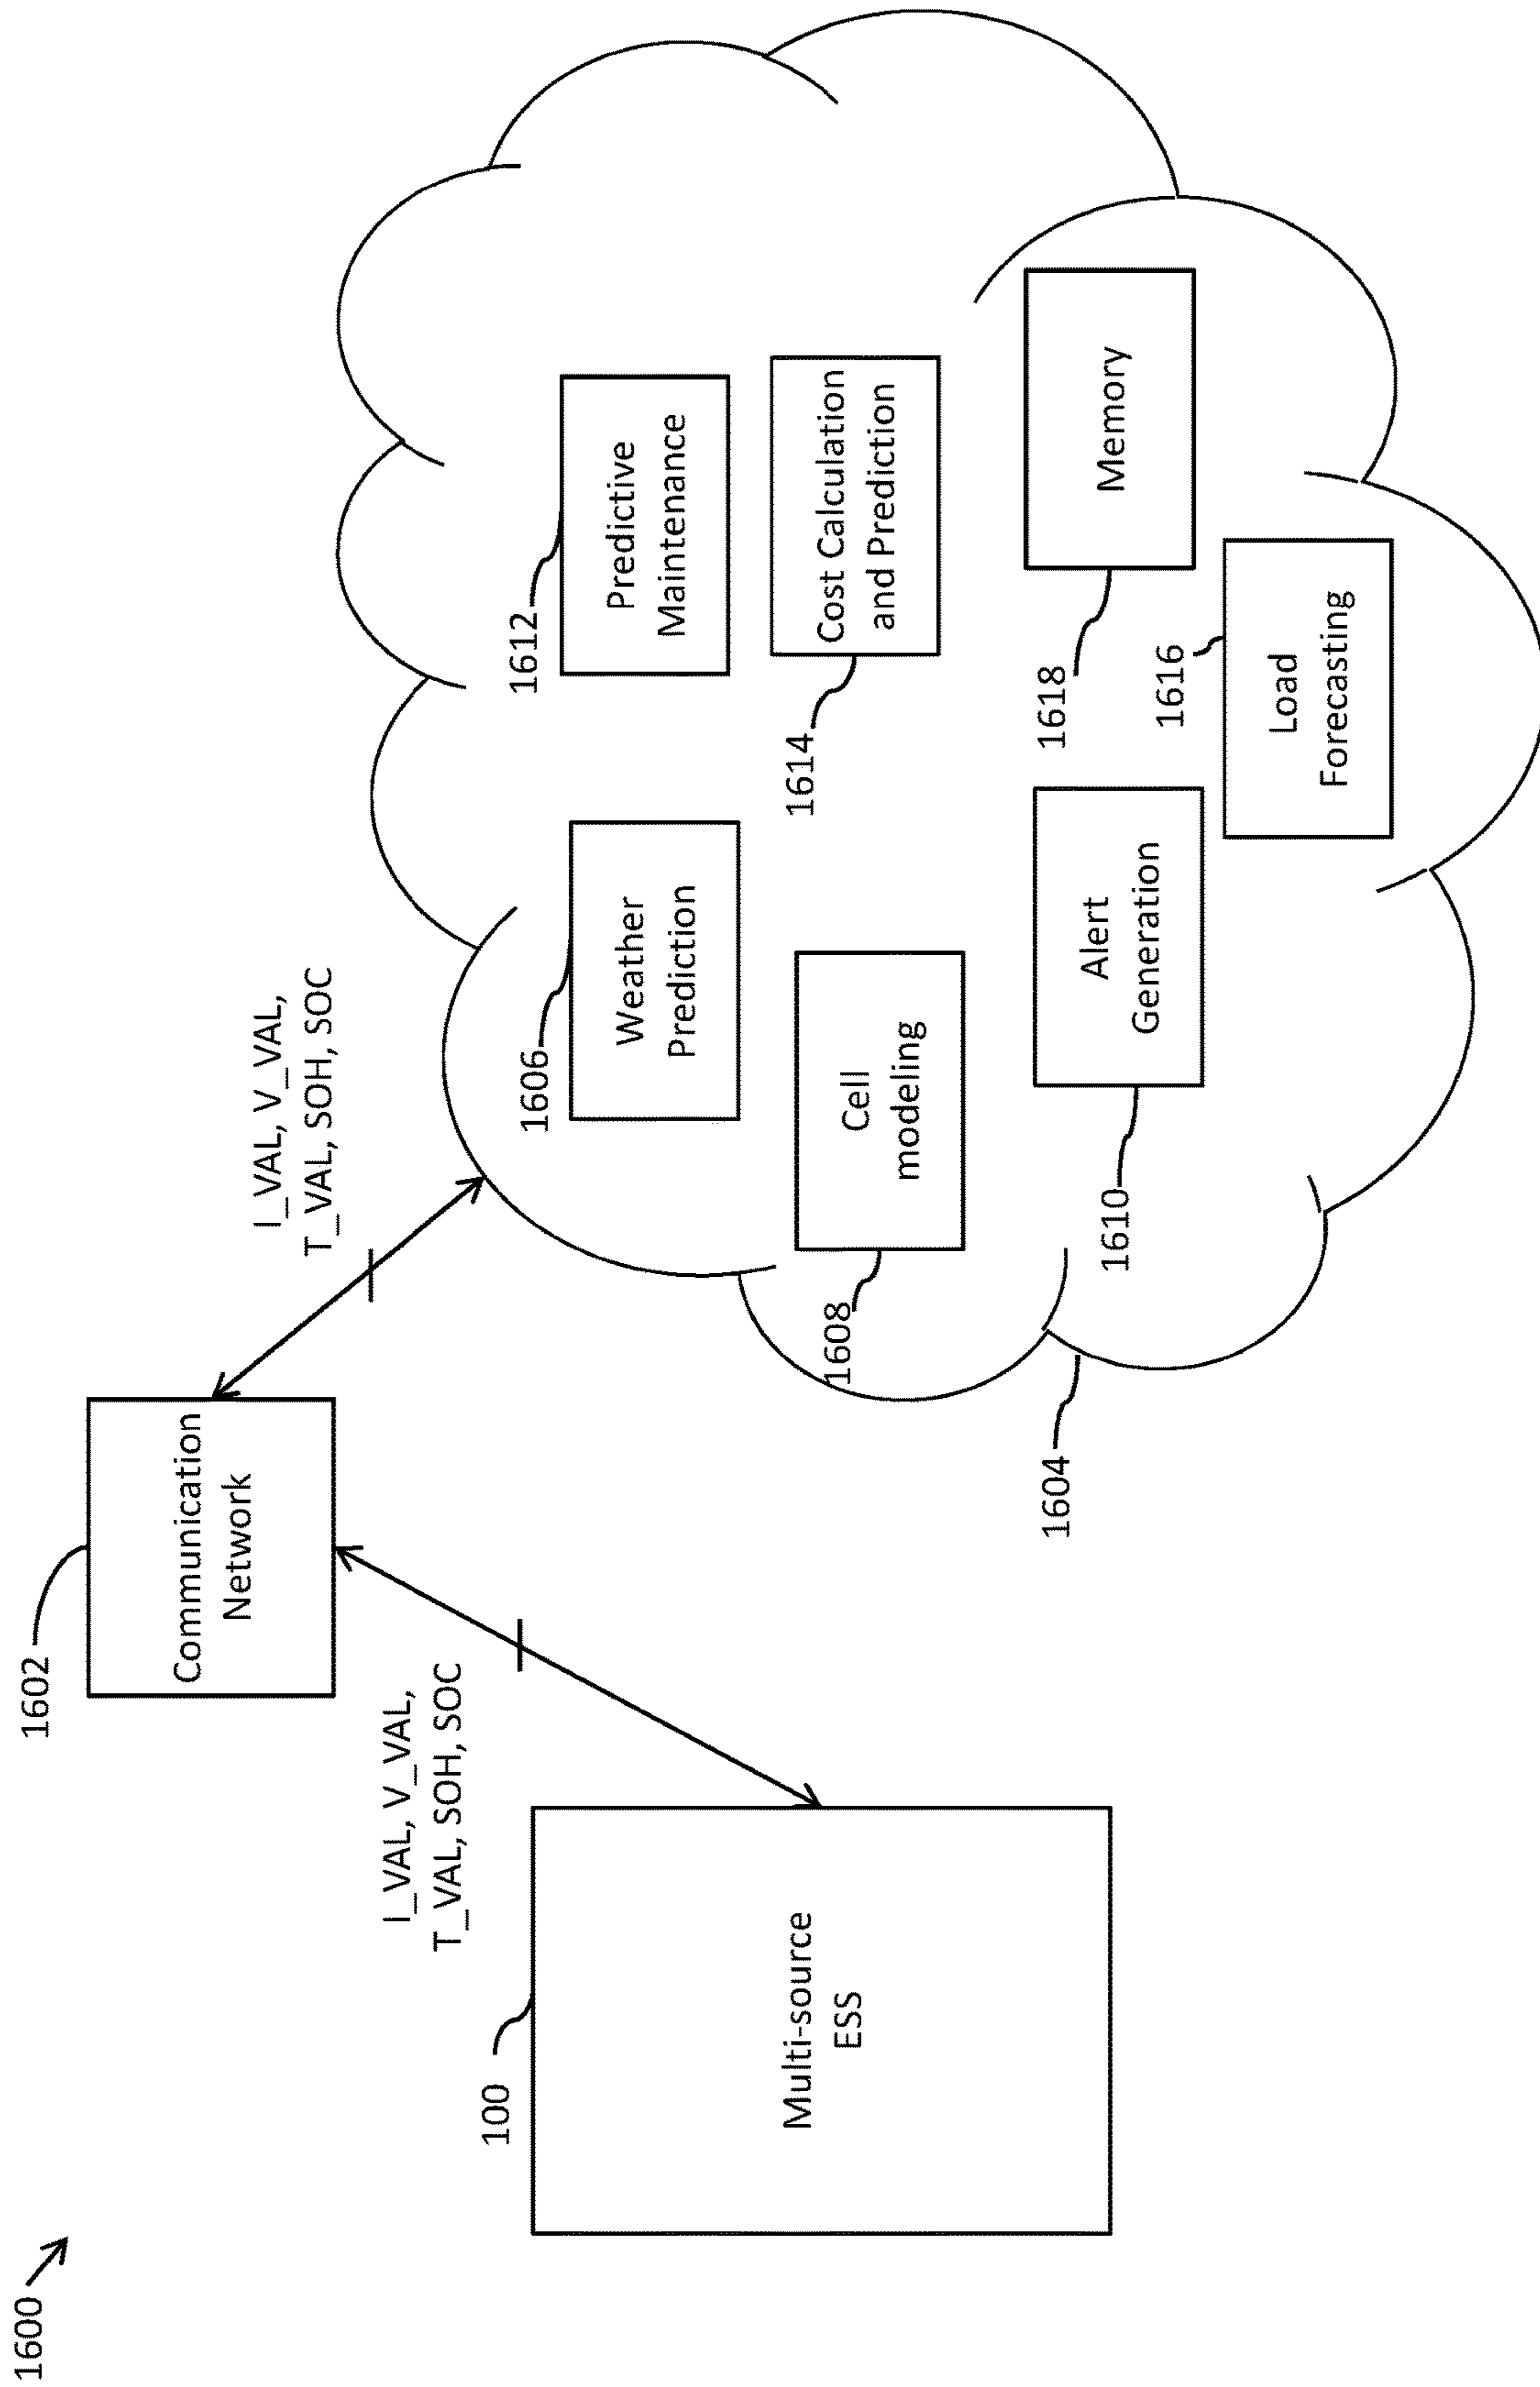 1600
100
Multi-source
ESS
I_VAL, V_VAL,
T_VAL, SOH, SOC
1602
Communication
Network
I_VAL, V_VAL,
T_VAL, SOH, SOC
1604
1606
Weather
Prediction
1608
Cell
modeling
1610
Alert
Generation
1612
Predictive
Maintenance
1614
Cost Calculation
and Prediction
1618
Memory
1616
Load
Forecasting